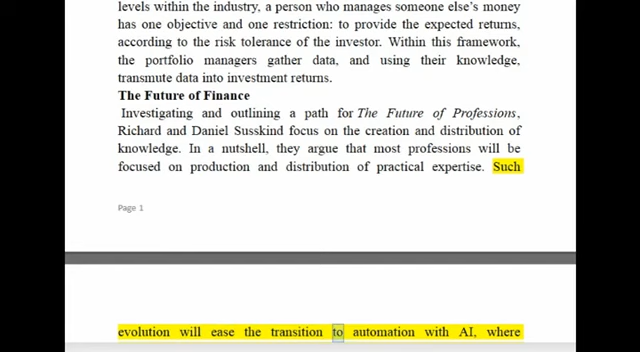 levels within the industry, a person who manages someone else’s money
has one objective and one restriction: to provide the expected returns,
according to the risk tolerance of the investor. Within this framework,
the portfolio managers gather data, and using their knowledge,
transmute data into investment returns.
The Future of Finance
Investigating and outlining a path for The Future of Professions,
Richard and Daniel Susskind focus on the creation and distribution of
knowledge. In a nutshell, they argue that most professions will be
focused on production and distribution of practical expertise. Such
Page 1
evolution will ease the transition to automation with AI, where